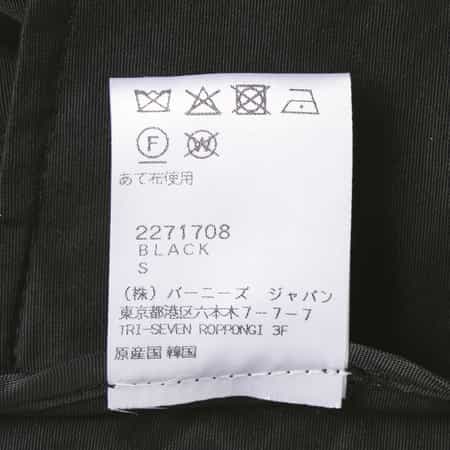 F W
あて布使用
2271708
BLACK
S
(株) バーニーズ ジャパン
東京都港区六本木7-7-7
TRI-SEVEN ROPPONGI 3F
原産国 韓国